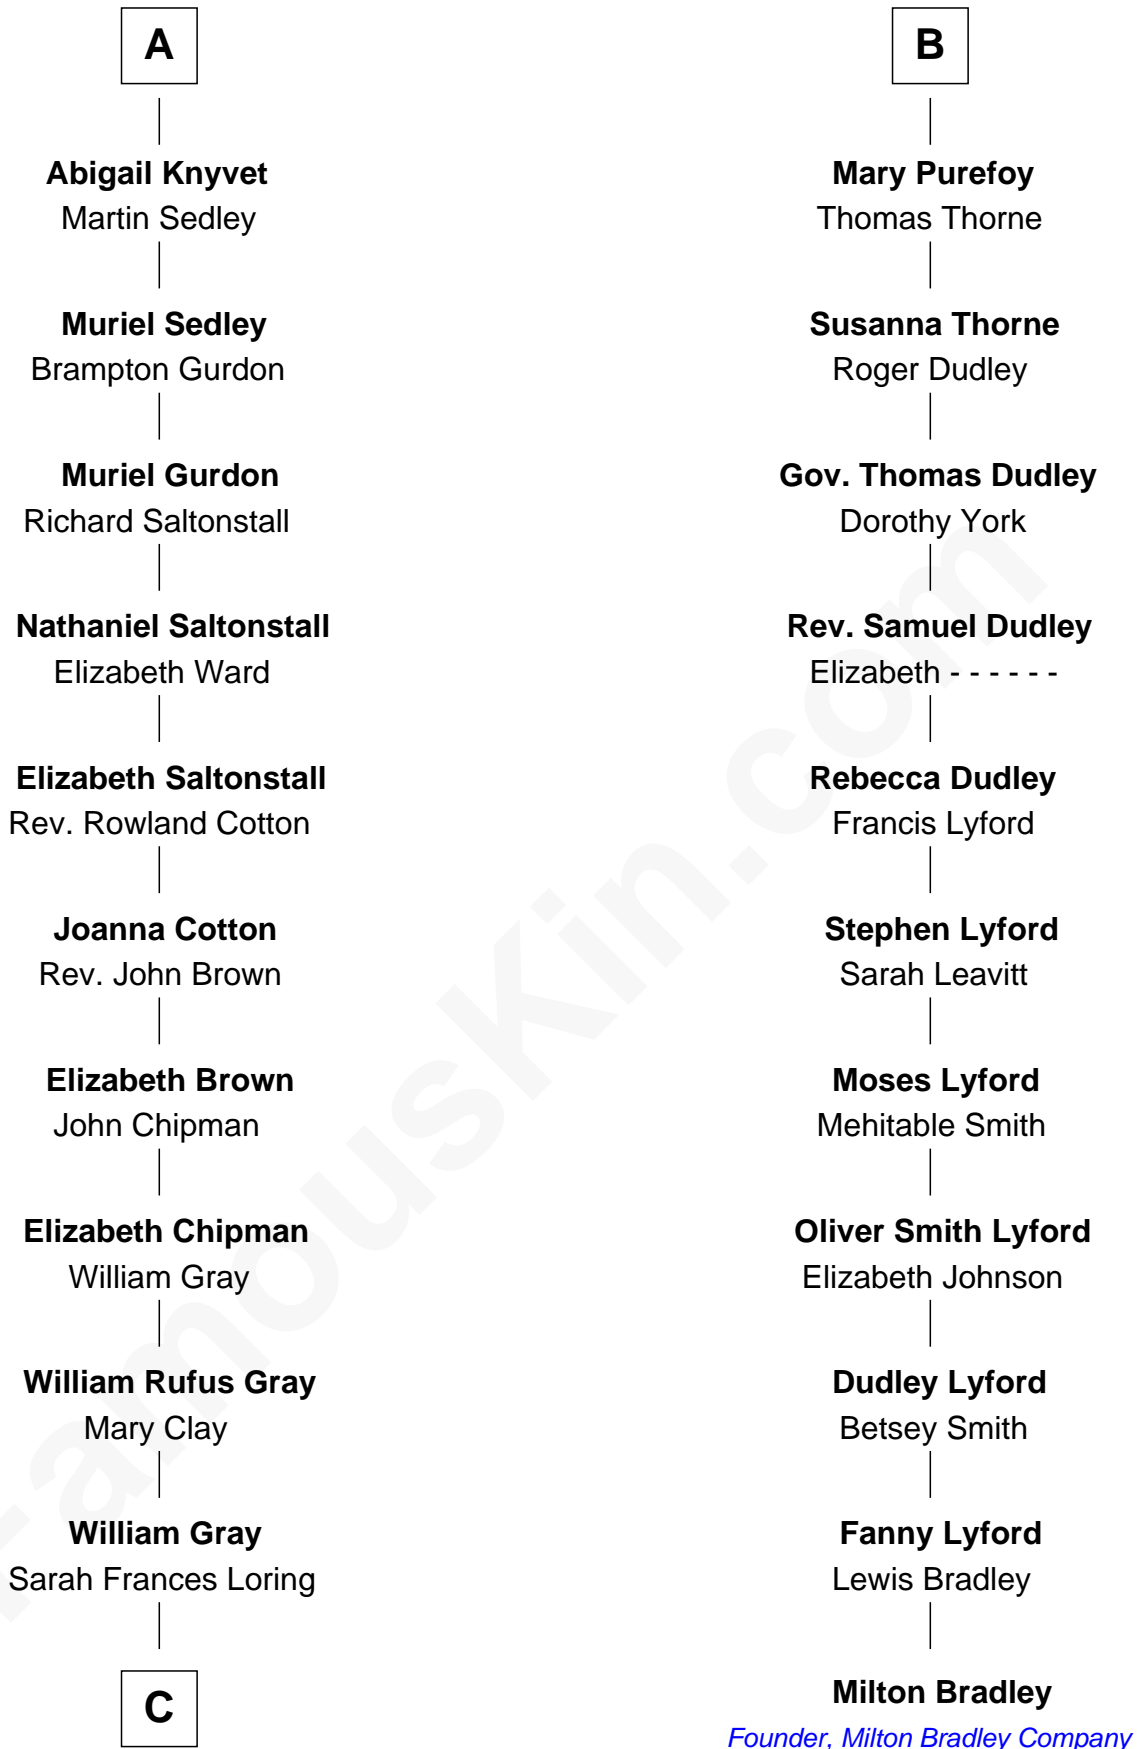 A
Abigail Knyvet
Martin Sedley
Muriel Sedley
Brampton Gurdon
Muriel Gurdon
Richard Saltonstall
Nathaniel Saltonstall
Elizabeth Ward
Elizabeth Saltonstall
Rev. Rowland Cotton
Joanna Cotton
Rev. John Brown
Elizabeth Brown
John Chipman
Elizabeth Chipman
William Gray
William Rufus Gray
Mary Clay
William Gray
Sarah Frances Loring
C
B
Mary Purefoy
Thomas Thorne
Susanna Thorne
Roger Dudley
Gov. Thomas Dudley
Dorothy York
Rev. Samuel Dudley
Elizabeth - - - - - -
Rebecca Dudley
Francis Lyford
Stephen Lyford
Sarah Leavitt
Moses Lyford
Mehitable Smith
Oliver Smith Lyford
Elizabeth Johnson
Dudley Lyford
Betsey Smith
Fanny Lyford
Lewis Bradley
Milton Bradley
Founder, Milton Bradley Company
FamousKin.com